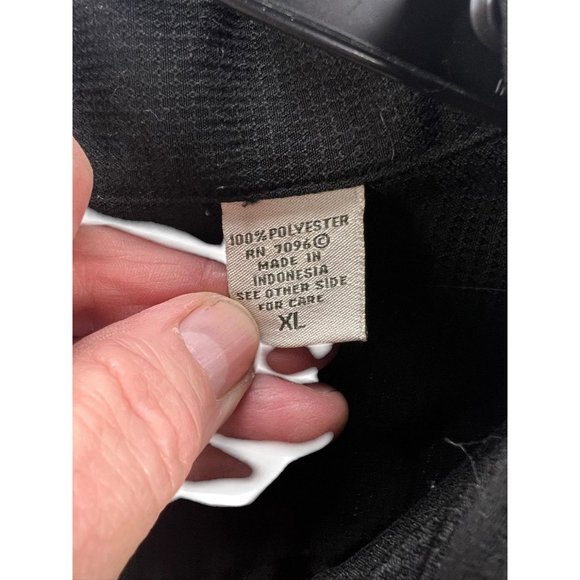 100% POLYESTER
RN 7096©
MADE IN
INDONESIA
SEE OTHER SIDE
FOR CARE
XL